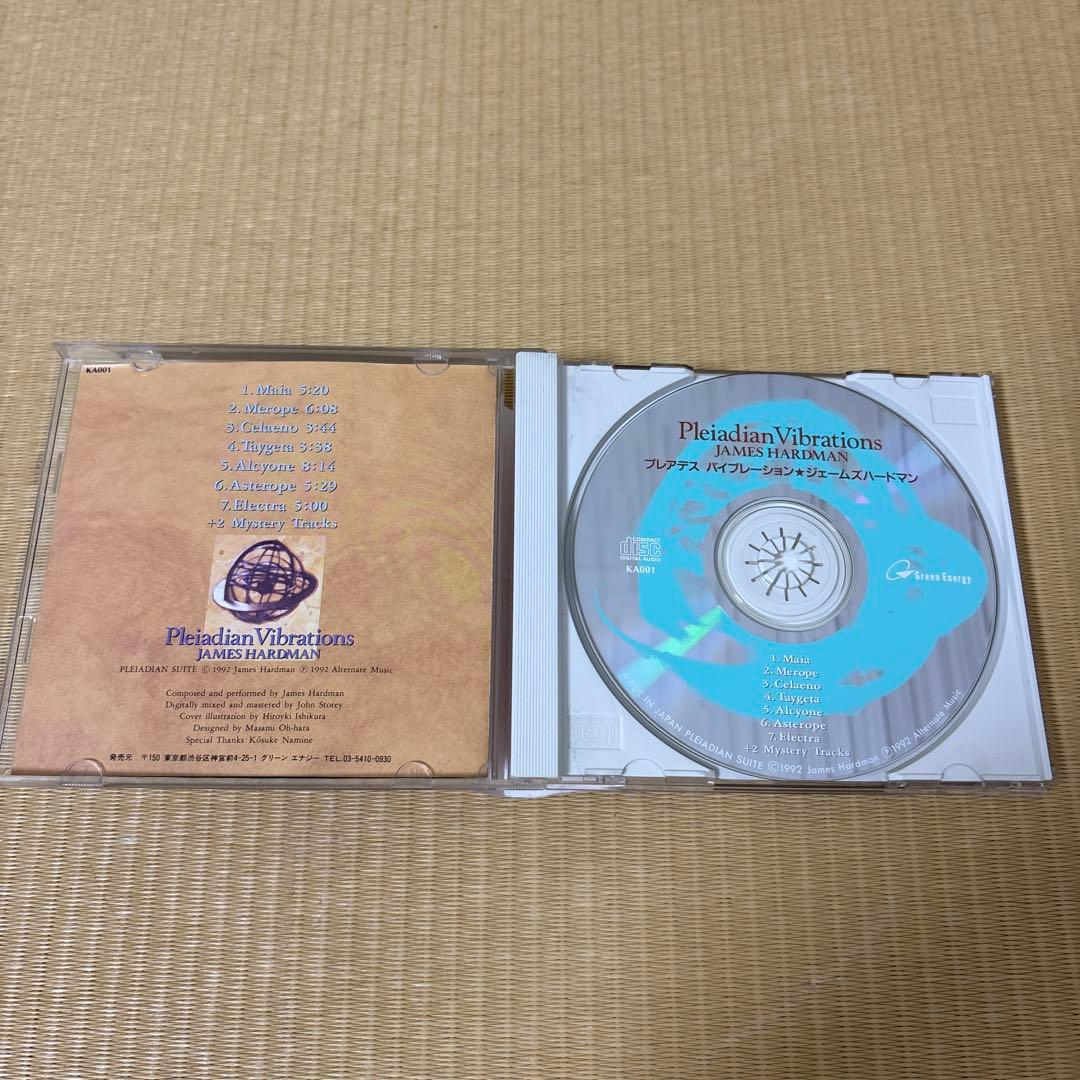 KA001
1. Maia 5:20
2. Merope 6:08
3. Celaeno 3:44
4. Taygeta 3:38
5. Alcyone 8:14
6. Asterope 5:29
7. Electra 5:00
+2 Mystery Tracks
Pleiadian Vibrations
JAMES HARDMAN
PLEIADIAN SUITE Ⓒ 1992 James Hardman Ⓟ 1992 Alternate Music
Composed and performed by James Hardman
Digitally mixed and mastered by John Storey
Cover illustration by Hitoyki Ishikura
Designed by Masami Oh-hara
Special Thanks: Kôsuke Namine
発売元 〒150 東京都渋谷区神宮前4-25-1 グリーン エナジー TEL.03-5410-0930
Pleiadian Vibrations
JAMES HARDMAN
プレアデス バイブレーション★ジェームズハードマン
COMPACT
disc
DIGITAL AUDIO
KA001
Green Energy
1. Maia
2. Merope
3. Celaeno
4. Taygeta
5. Alcyone
6. Asterope
7. Electra
+2 Mystery Tracks
MADE IN JAPAN PLEIADIAN SUITE Ⓒ1992 James Hardman Ⓟ1992 Alternate Music